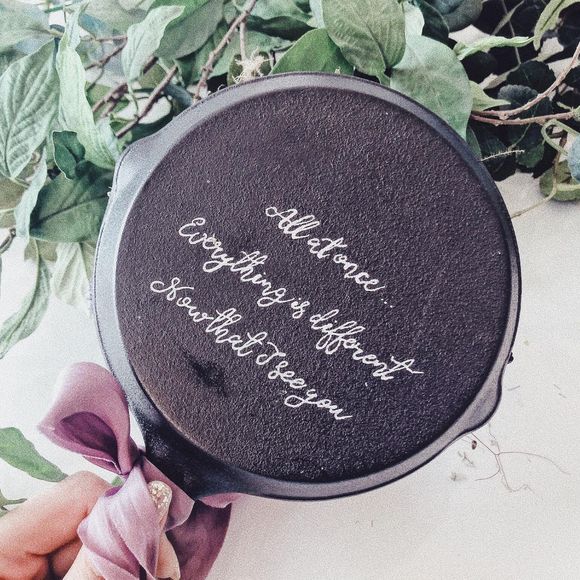 All at once...
Everything is different
Now that I see you